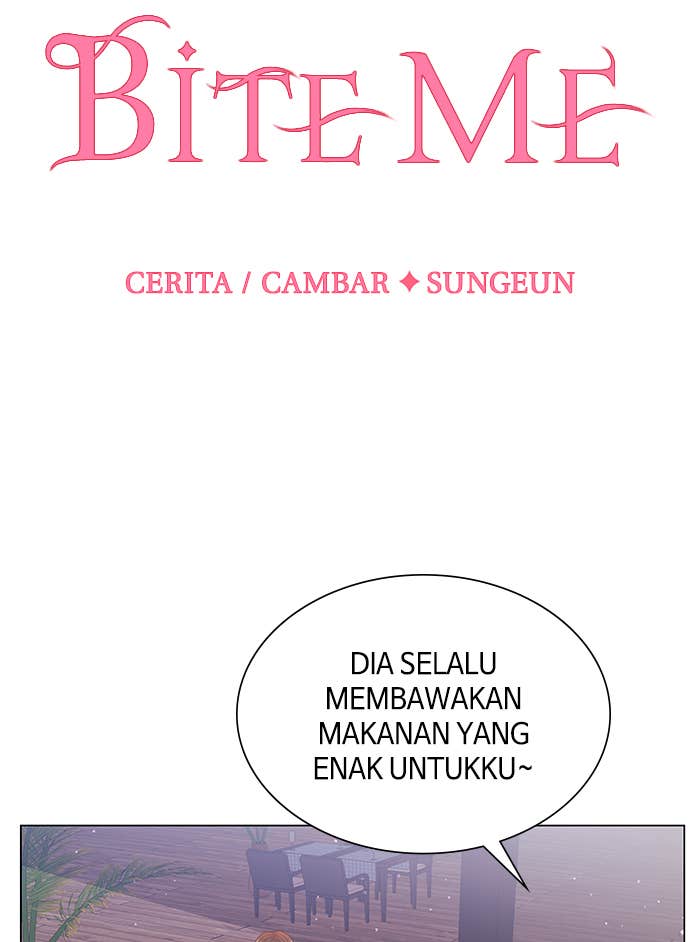 BITE ME
CERITA / CAMBAR ✦ SUNGEUN
DIA SELALU
MEMBAWAKAN
MAKANAN YANG
ENAK UNTUKKU~